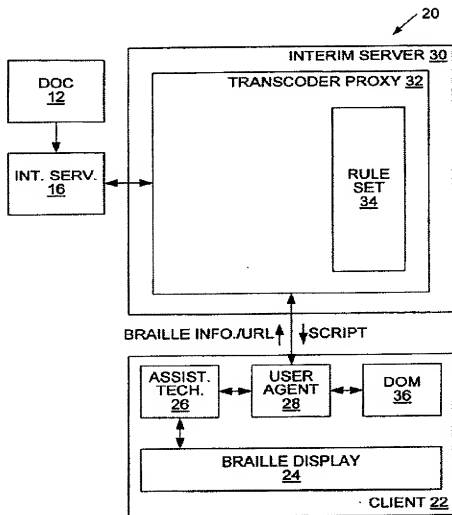 20
INTERIM SERVER 30
TRANSCODER PROXY 32
DOC
12
INT. SERV.
16
RULE
SET
34
BRAILLE INFO./URL
SCRIPT
ASSIST.
TECH.
26
USER
AGENT
28
DOM
36
BRAILLE DISPLAY
24
CLIENT 22